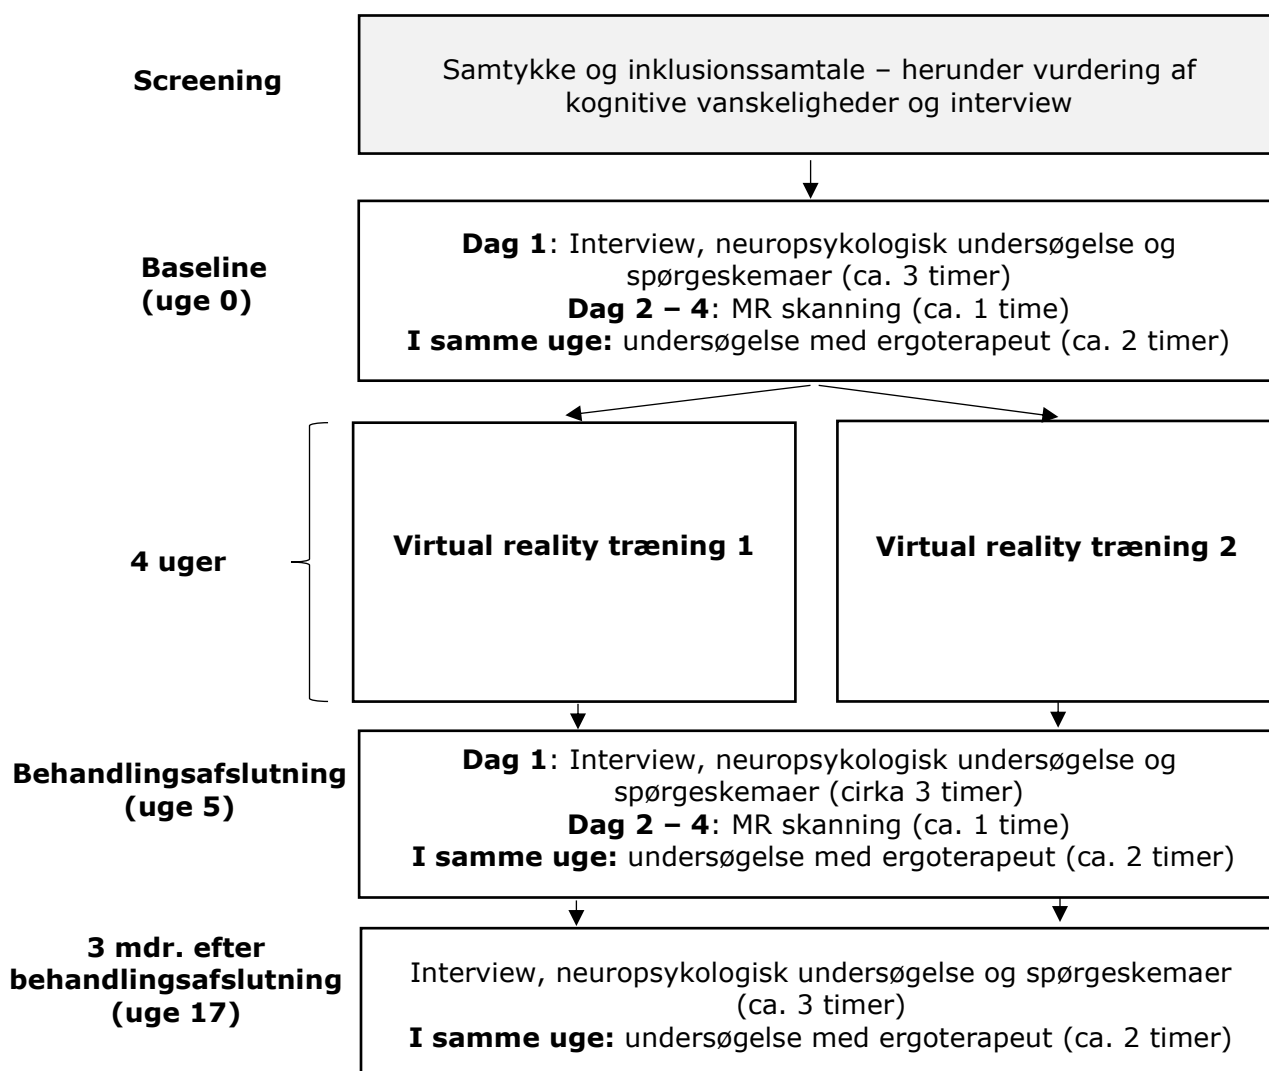 Screening
Samtykke og inklusionssamtale – herunder vurdering af
kognitive vanskeligheder og interview
Baseline
(uge 0)
Dag 1: Interview, neuropsykologisk undersøgelse og
spørgeskemaer (ca. 3 timer)
Dag 2 – 4: MR skanning (ca. 1 time)
I samme uge: undersøgelse med ergoterapeut (ca. 2 timer)
4 uger
Virtual reality træning 1
Virtual reality træning 2
Behandlingsafslutning
(uge 5)
Dag 1: Interview, neuropsykologisk undersøgelse og
spørgeskemaer (cirka 3 timer)
Dag 2 – 4: MR skanning (ca. 1 time)
I samme uge: undersøgelse med ergoterapeut (ca. 2 timer)
3 mdr. efter
behandlingsafslutning
(uge 17)
Interview, neuropsykologisk undersøgelse og spørgeskemaer
(ca. 3 timer)
I samme uge: undersøgelse med ergoterapeut (ca. 2 timer)